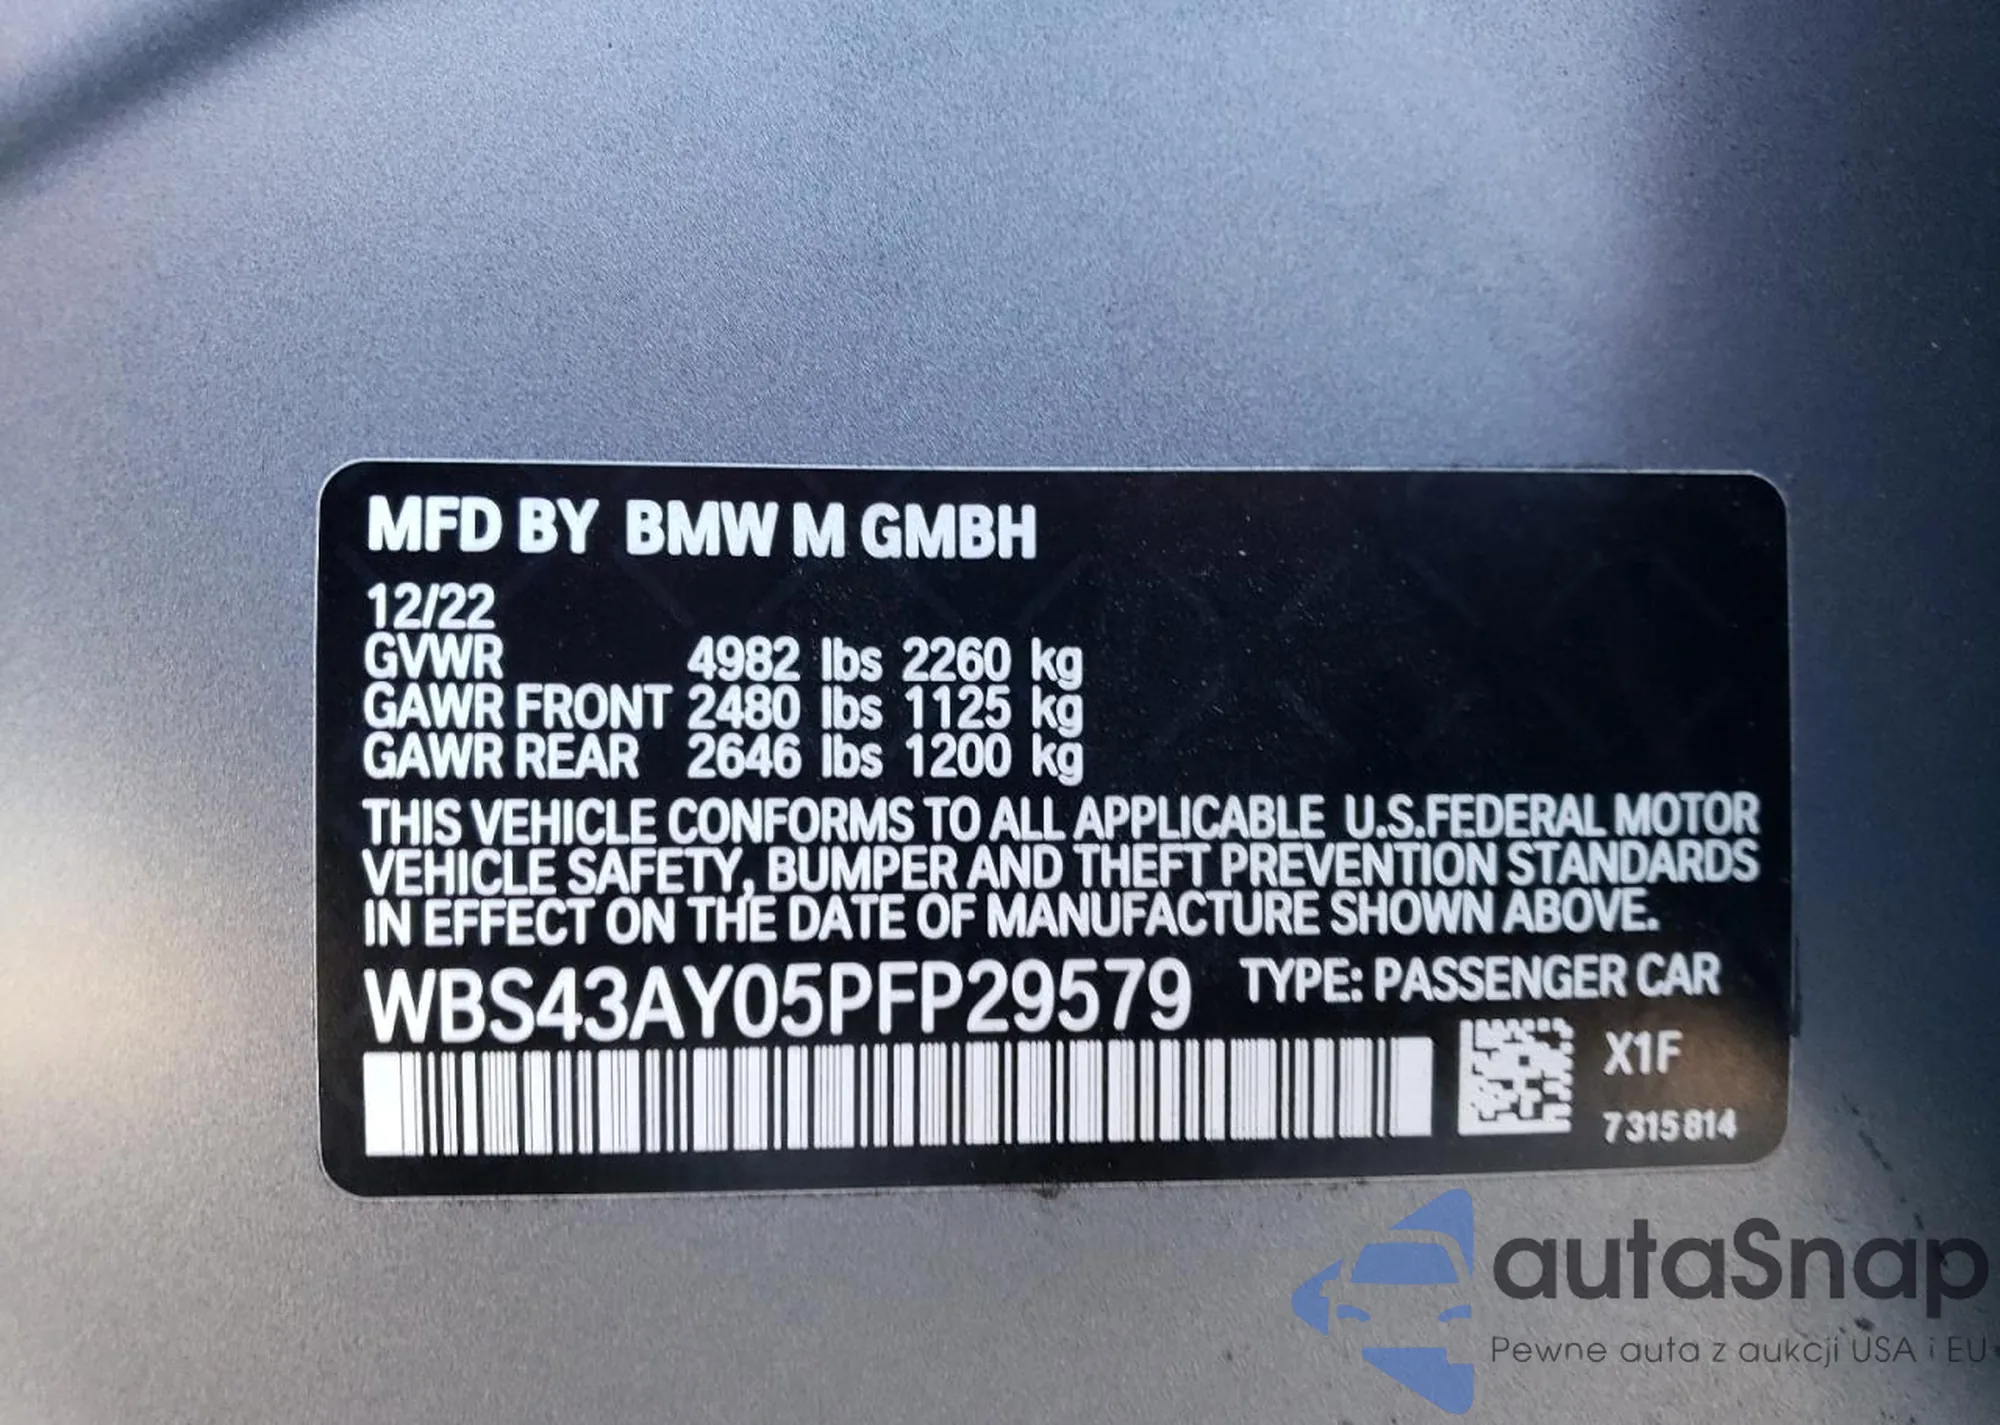 MFD BY BMW M GMBH
12/22
GVWR 4982 lbs 2260 kg
GAWR FRONT 2480 lbs 1125 kg
GAWR REAR 2646 lbs 1200 kg
THIS VEHICLE CONFORMS TO ALL APPLICABLE U.S.FEDERAL MOTOR
VEHICLE SAFETY, BUMPER AND THEFT PREVENTION STANDARDS
IN EFFECT ON THE DATE OF MANUFACTURE SHOWN ABOVE.
WBS43AY05PFP29579 TYPE: PASSENGER CAR
X1F
7315814
autaSnap
Pewne auta z aukcji USA i EU